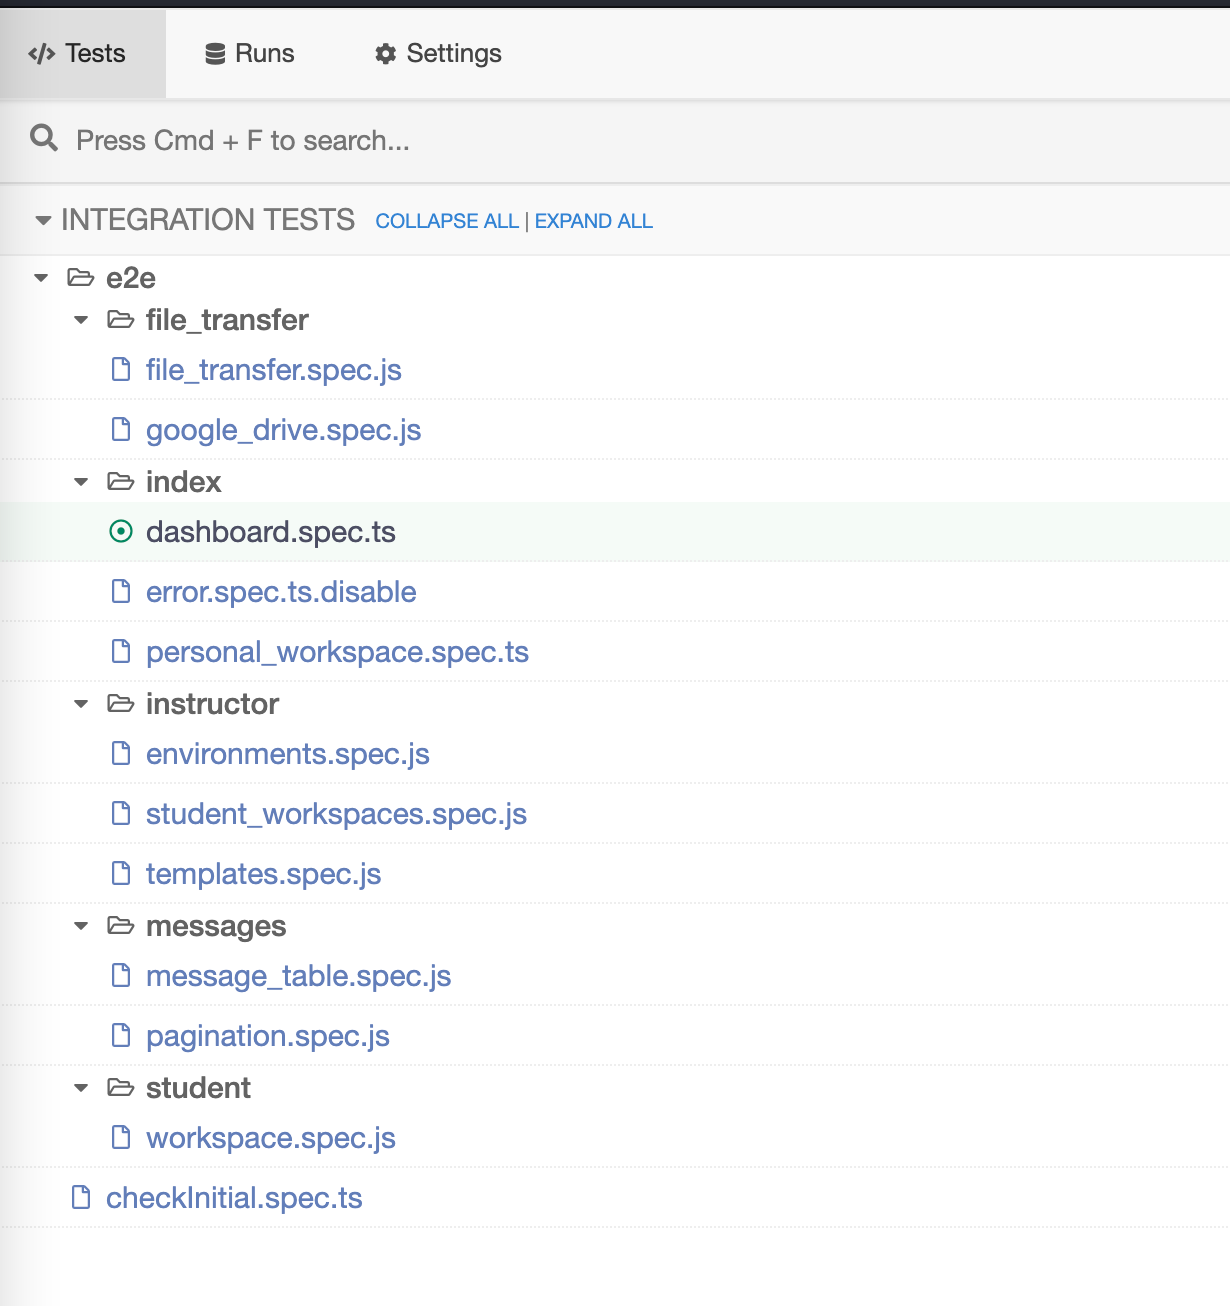 Tests Runs Settings
Press Cmd + F to search...
INTEGRATION TESTS COLLAPSE ALL | EXPAND ALL
e2e
file_transfer
file_transfer.spec.js
google_drive.spec.js
index
dashboard.spec.ts
error.spec.ts.disable
personal_workspace.spec.ts
instructor
environments.spec.js
student_workspaces.spec.js
templates.spec.js
messages
message_table.spec.js
pagination.spec.js
student
workspace.spec.js
checkInitial.spec.ts